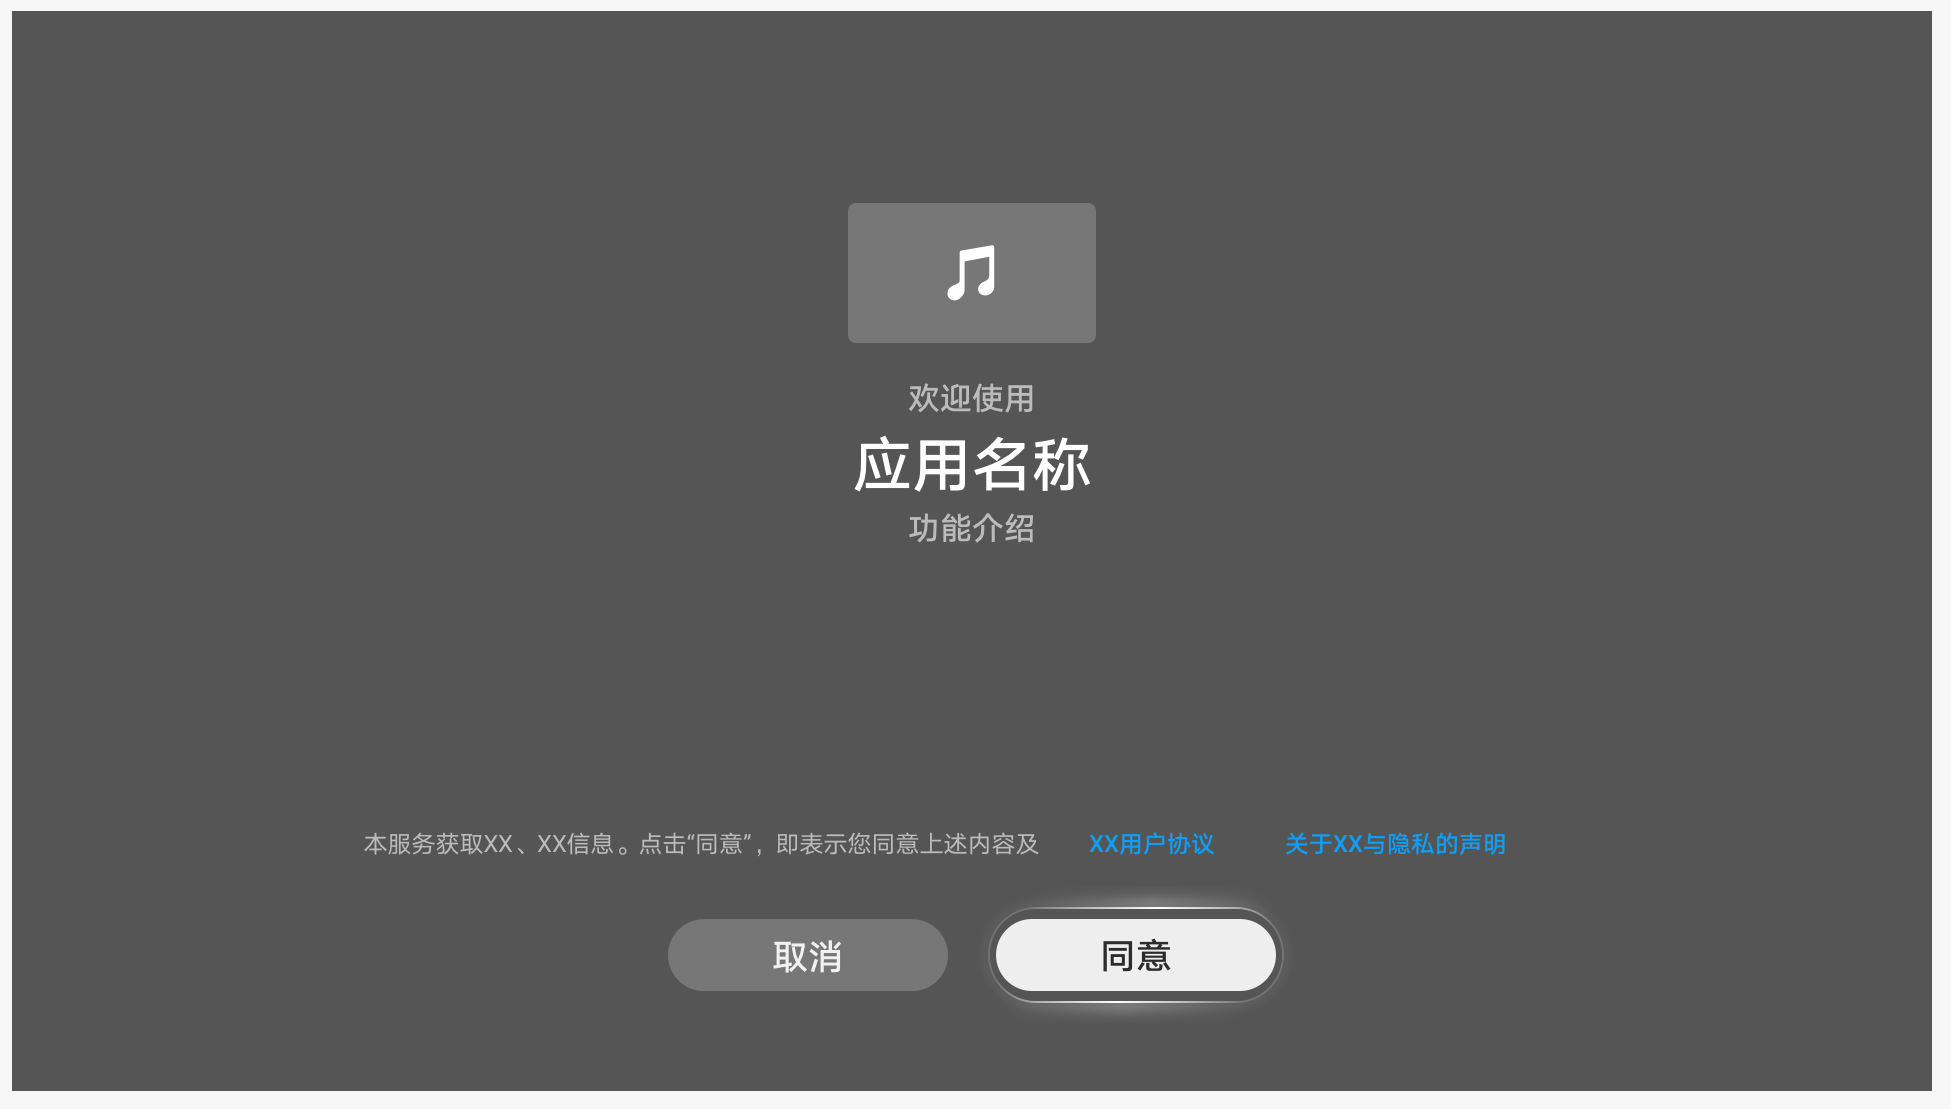 欢迎使用
应用名称
功能介绍
本服务获取XX、XX信息。点击“同意”，即表示您同意上述内容及 XX用户协议 关于XX与隐私的声明
取消 同意